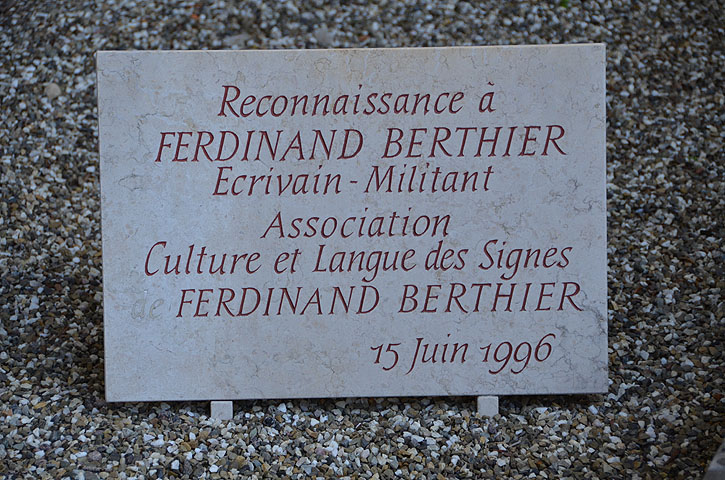 Reconnaissance à
FERDINAND BERTHIER
Ecrivain-Militant
Association
Culture et Langue des Signes
de FERDINAND BERTHIER
15 Juin 1996